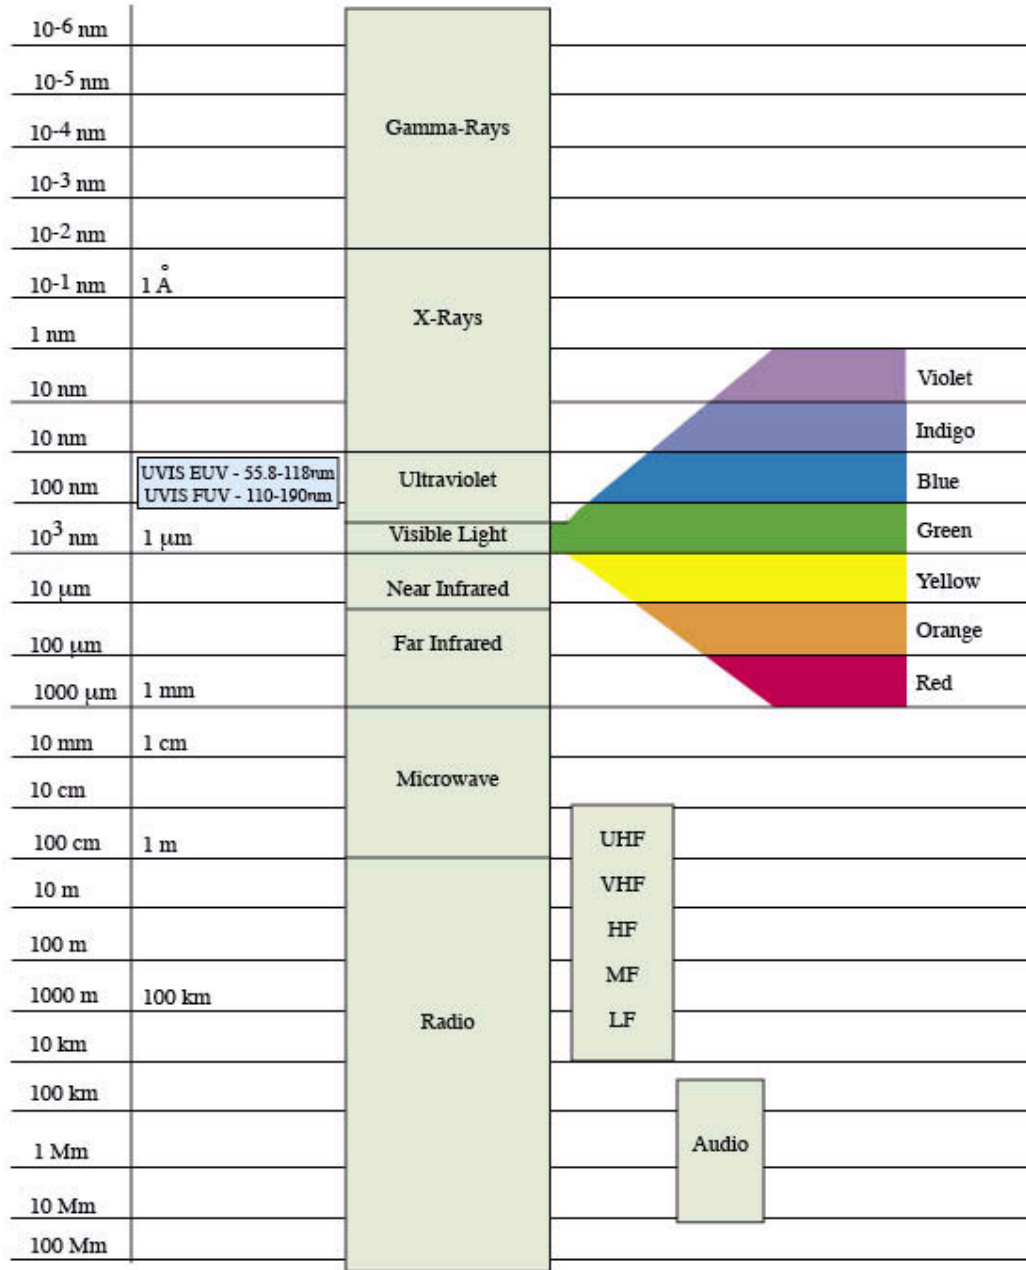 10-6 nm
10-5 nm
10-4 nm
Gamma-Rays
10-3 nm
10-2 nm
10-1 nm 1 Å
1 nm
X-Rays
10 nm
Violet
10 nm
Indigo
UVIS EUV - 55.8-118nm
UVIS FUV - 110-190nm
100 nm
Ultraviolet
Blue
103 nm 1 μm
Visible Light
Green
10 μm
Near Infrared
Yellow
100 μm
Far Infrared
Orange
1000 μm 1 mm
Red
10 mm 1 cm
10 cm
Microwave
100 cm 1 m
UHF
10 m
VHF
100 m
HF
1000 m 100 km
MF
Radio
LF
10 km
100 km
1 Mm
Audio
10 Mm
100 Mm